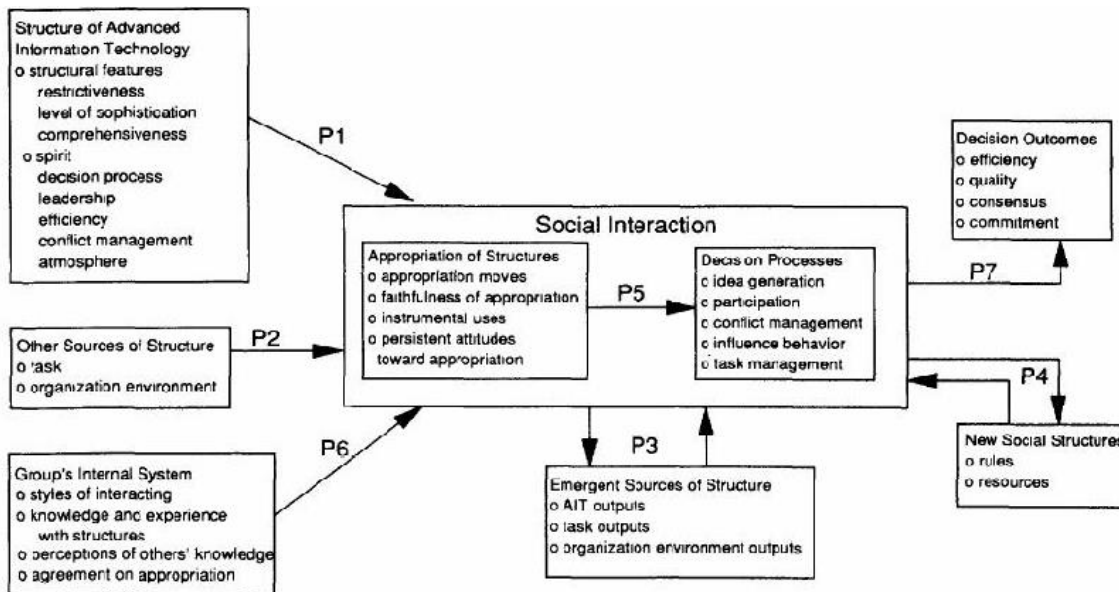 Structure of Advanced
Information Technology
o structural features
restrictiveness
level of sophistication
comprehensiveness
o spirit
decision process
leadership
efficiency
conflict management
atmosphere
P1
Other Sources of Structure
o task
o organization environment
P2
Group's Internal System
o styles of interacting
o knowledge and experience
with structures
o perceptions of others' knowledge
o agreement on appropriation
P6
Social Interaction
Appropriation of Structures
o appropriation moves
o faithfulness of appropriation
o instrumental uses
o persistent attitudes
toward appropriation
P5
Decision Processes
o idea generation
o participation
o conflict management
o influence behavior
o task management
P3
Emergent Sources of Structure
o AIT outputs
o task outputs
o organization environment outputs
Decision Outcomes
o efficiency
o quality
o consensus
o commitment
P7
P4
New Social Structures
o rules
o resources